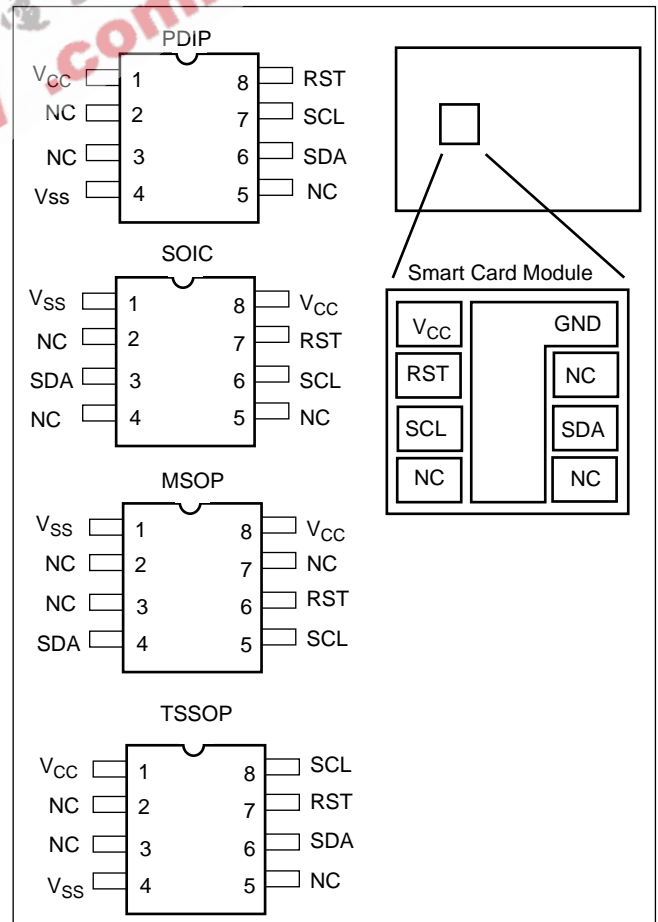 .com
PDIP
VCC 1 8 RST
NC 2 7 SCL
NC 3 6 SDA
Vss 4 5 NC
SOIC
VSS 1 8 VCC
NC 2 7 RST
SDA 3 6 SCL
NC 4 5 NC
MSOP
VSS 1 8 VCC
NC 2 7 NC
NC 3 6 RST
SDA 4 5 SCL
TSSOP
VCC 1 8 SCL
NC 2 7 RST
NC 3 6 SDA
VSS 4 5 NC
Smart Card Module
VCC GND
RST NC
SCL SDA
NC NC